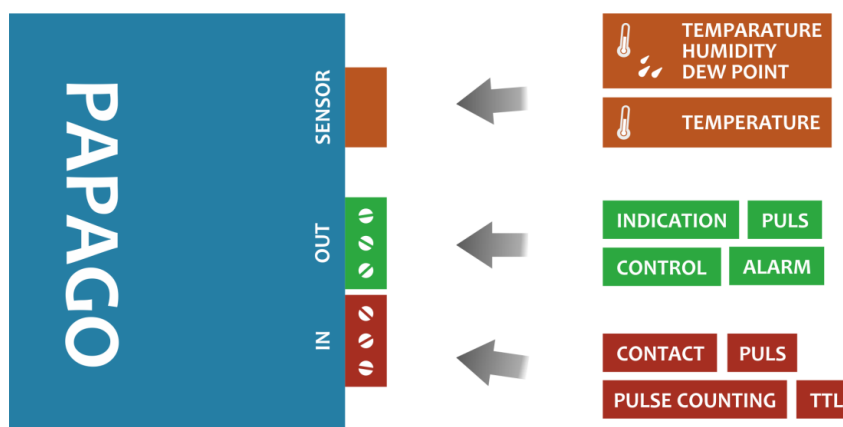 PAPAGO
SENSOR
OUT
IN
TEMPARATURE
HUMIDITY
DEW POINT
TEMPERATURE
INDICATION PULS
CONTROL ALARM
CONTACT PULS
PULSE COUNTING TTL